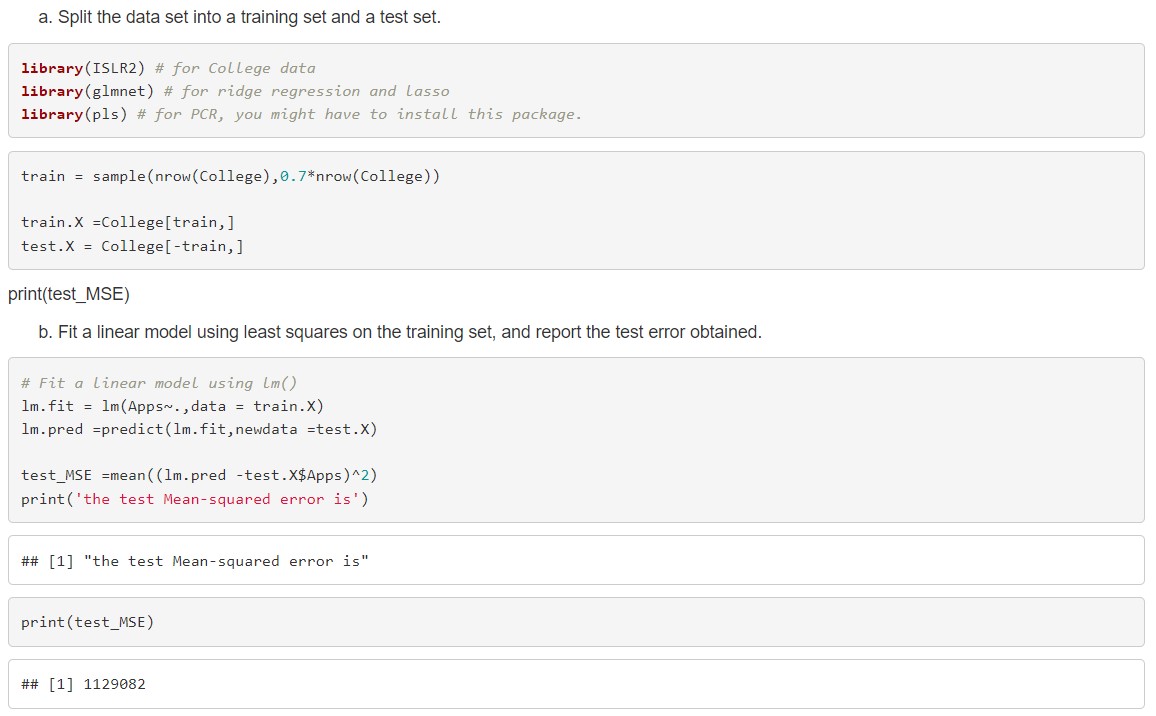 a. Split the data set into a training set and a test set.
library(ISLR2) # for College data
library(glmnet) # for ridge regression and lasso
library(pls) # for PCR, you might have to install this package.
train = sample(nrow(College),0.7*nrow(College))
train.X =College[train,]
test.X = College[-train,]
print(test_MSE)
b. Fit a linear model using least squares on the training set, and report the test error obtained.
# Fit a linear model using lm()
lm.fit = lm(Apps~.,data = train.X)
lm.pred =predict(lm.fit,newdata =test.X)
test_MSE =mean((lm.pred -test.X$Apps)^2)
print('the test Mean-squared error is')
## [1] "the test Mean-squared error is"
print(test_MSE)
## [1] 1129082